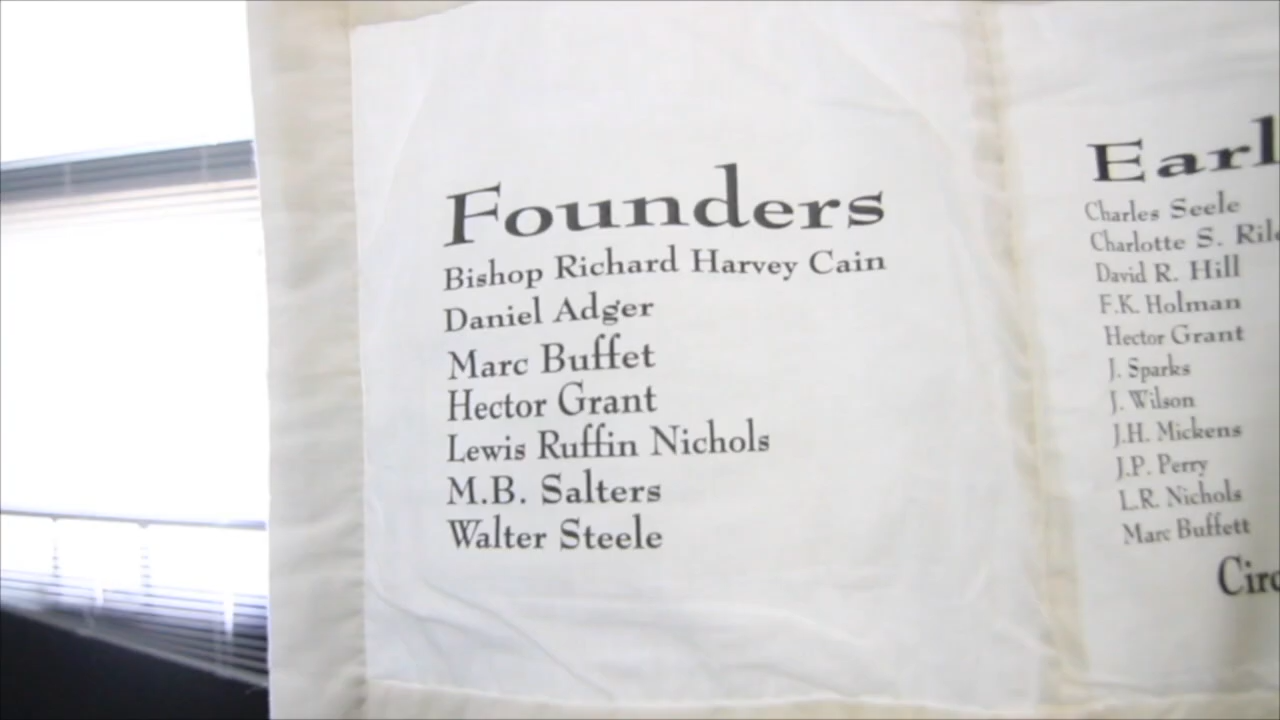 Founders
Bishop Richard Harvey Cain
Daniel Adger
Marc Buffet
Hector Grant
Lewis Ruffin Nichols
M.B. Salters
Walter Steele
Charles Seele
Charlotte S.
David R. Hill
F.K. Holman
Hector Grant
J. Sparks
J. Wilson
J.H. Mickens
J.P. Perry
L.R. Nichols
Marc Buffett